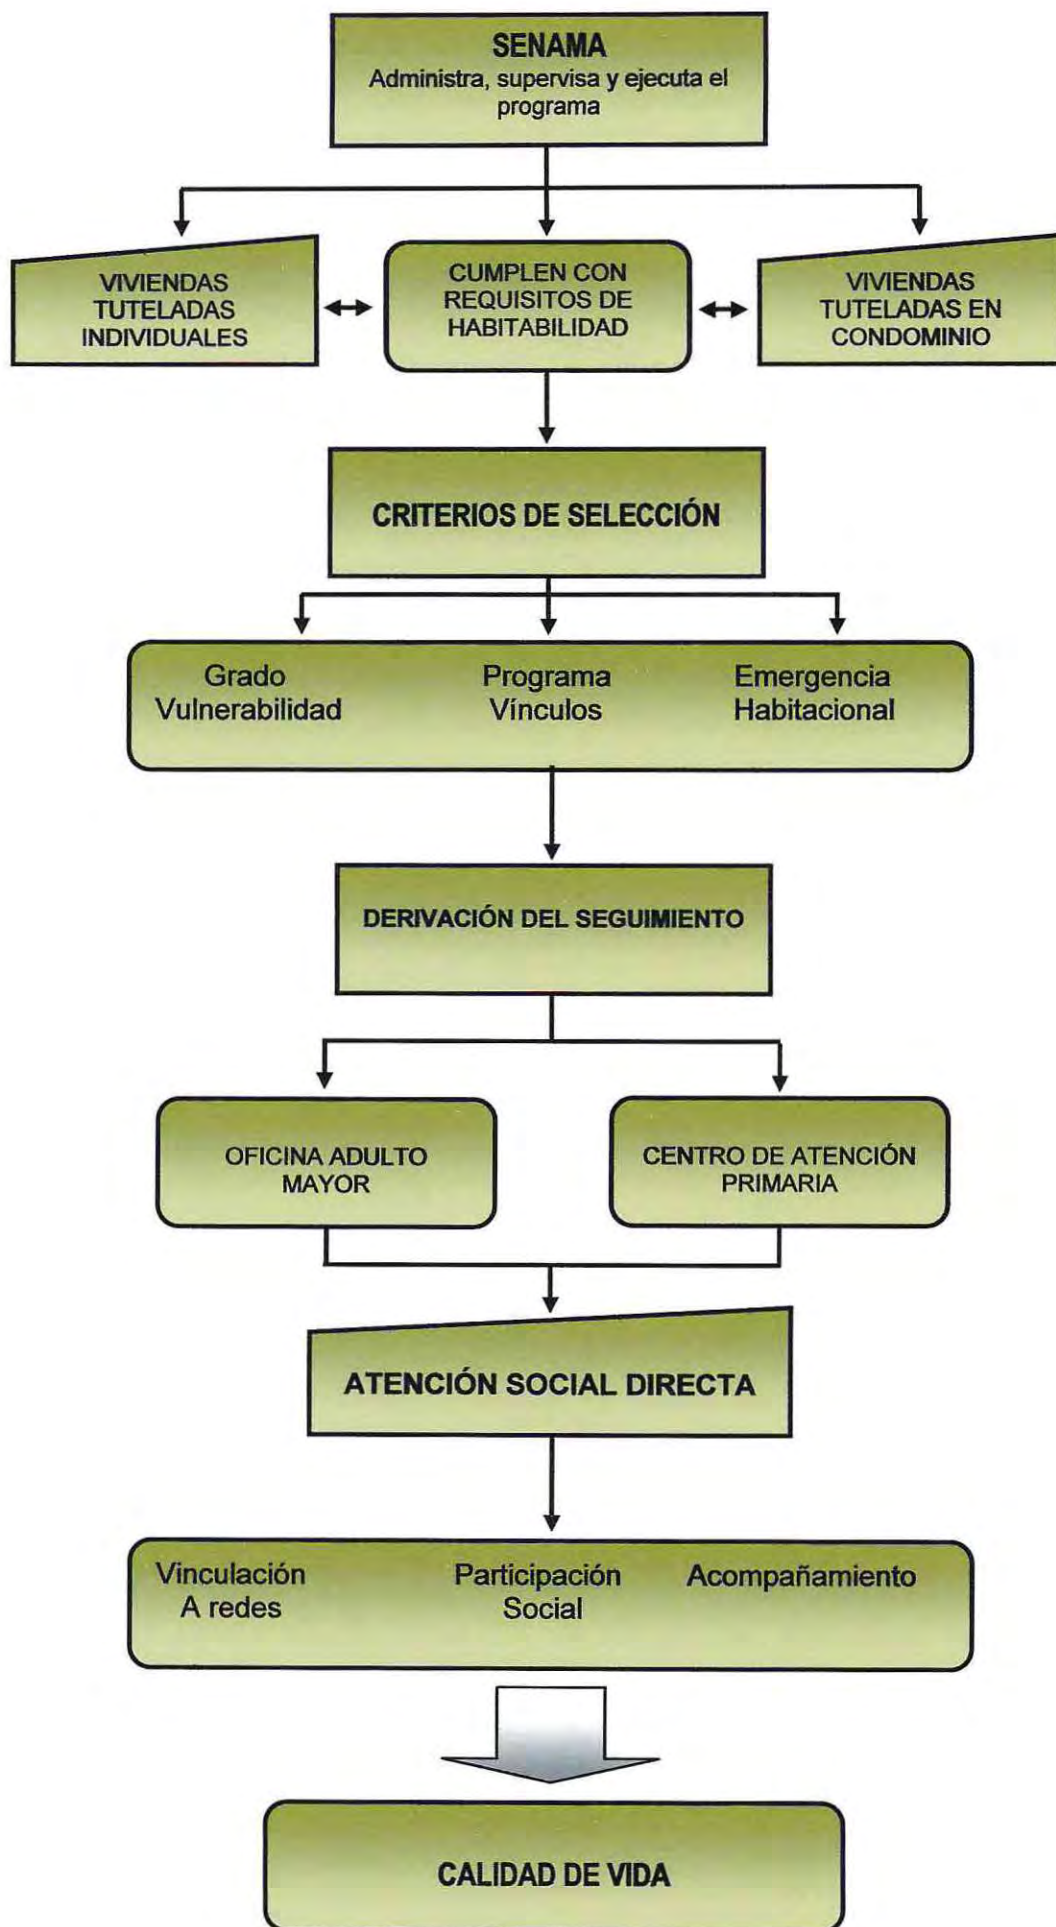 SENAMA
Administra, supervisa y ejecuta el
programa
VIVIENDAS
TUTELADAS
INDIVIDUALES
CUMPLEN CON
REQUISITOS DE
HABITABILIDAD
VIVIENDAS
TUTELADAS EN
CONDOMINIO
CRITERIOS DE SELECCIÓN
Grado
Vulnerabilidad
Programa
Vínculos
Emergencia
Habitacional
DERIVACIÓN DEL SEGUIMIENTO
OFICINA ADULTO
MAYOR
CENTRO DE ATENCIÓN
PRIMARIA
ATENCIÓN SOCIAL DIRECTA
Vinculación
A redes
Participación
Social
Acompañamiento
CALIDAD DE VIDA